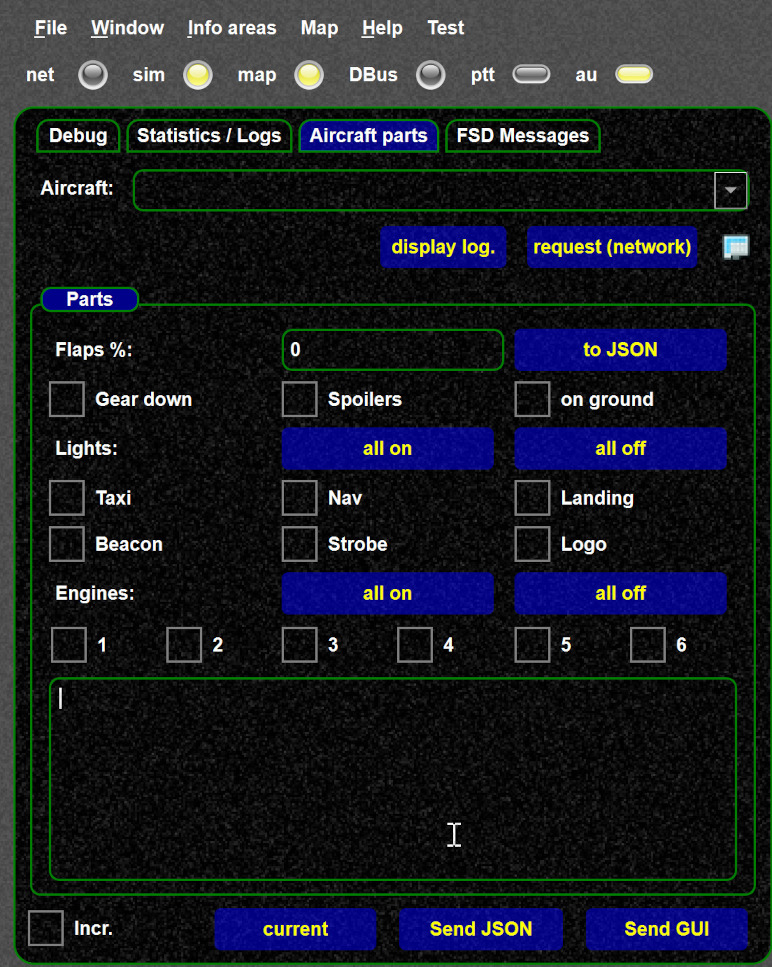 File Window Info areas Map Help Test
net sim map DBus ptt au
Debug Statistics / Logs Aircraft parts FSD Messages
Aircraft:
display log. request (network)
Parts
Flaps %: 0 to JSON
Gear down Spoilers on ground
Lights: all on all off
Taxi Nav Landing
Beacon Strobe Logo
Engines: all on all off
1 2 3 4 5 6
Incr. current Send JSON Send GUI